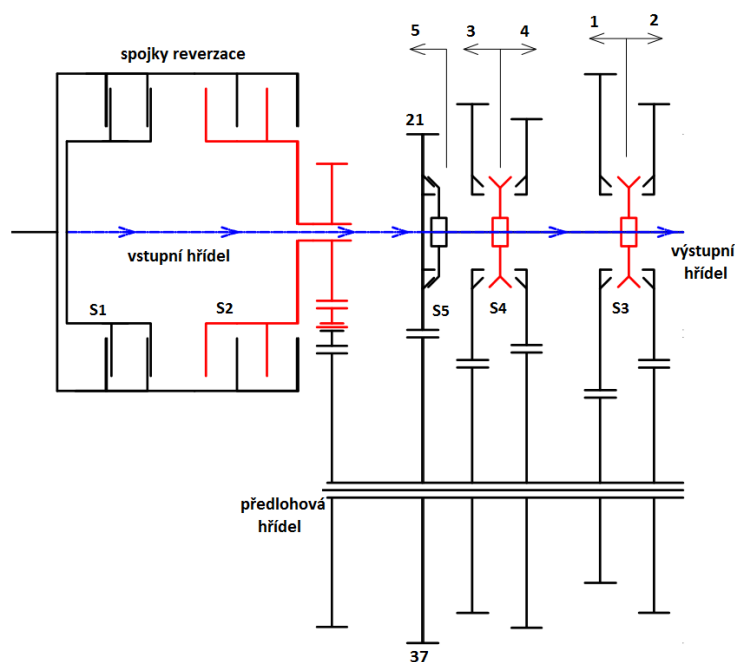 spojky reverzace
5
3
4
1
2
21
vstupní hřídel
výstupní
hřídel
S1
S2
S5
S4
S3
předlohová
hřídel
37